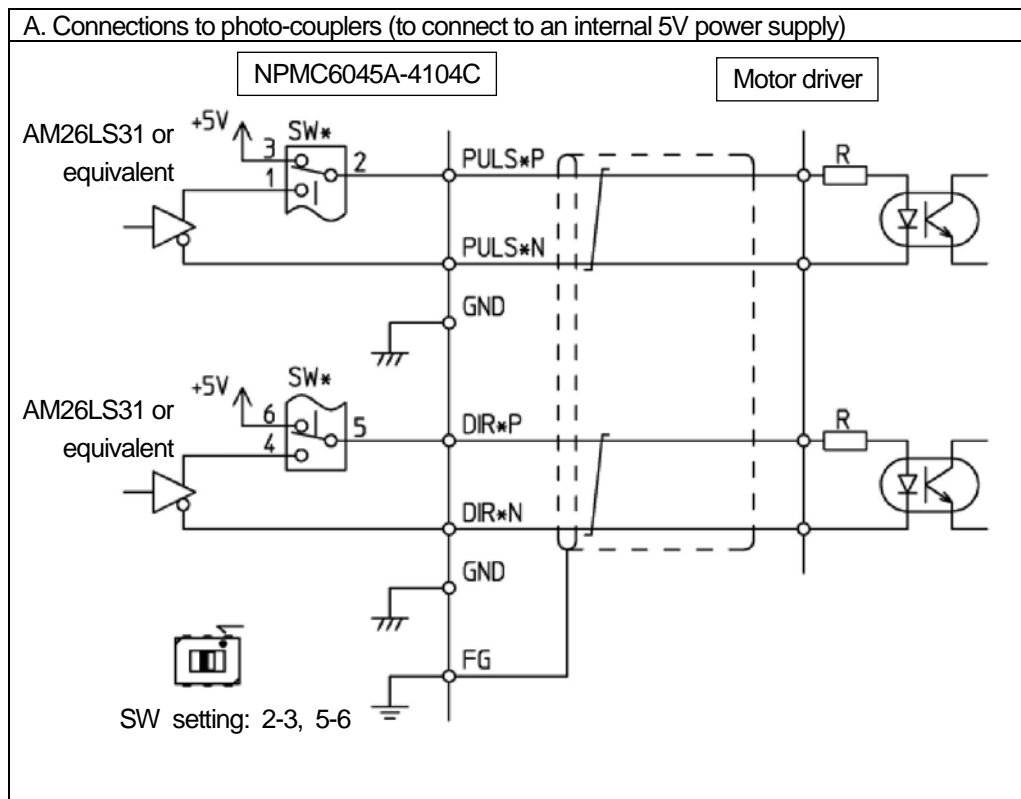 A. Connections to photo-couplers (to connect to an internal 5V power supply)
NPMC6045A-4104C
Motor driver
AM26LS31 or
equivalent
+5V
SW*
3
1
2
PULS*P
R
PULS*N
GND
AM26LS31 or
equivalent
+5V
SW*
6
4
5
DIR*P
R
DIR*N
GND
FG
SW setting: 2-3, 5-6